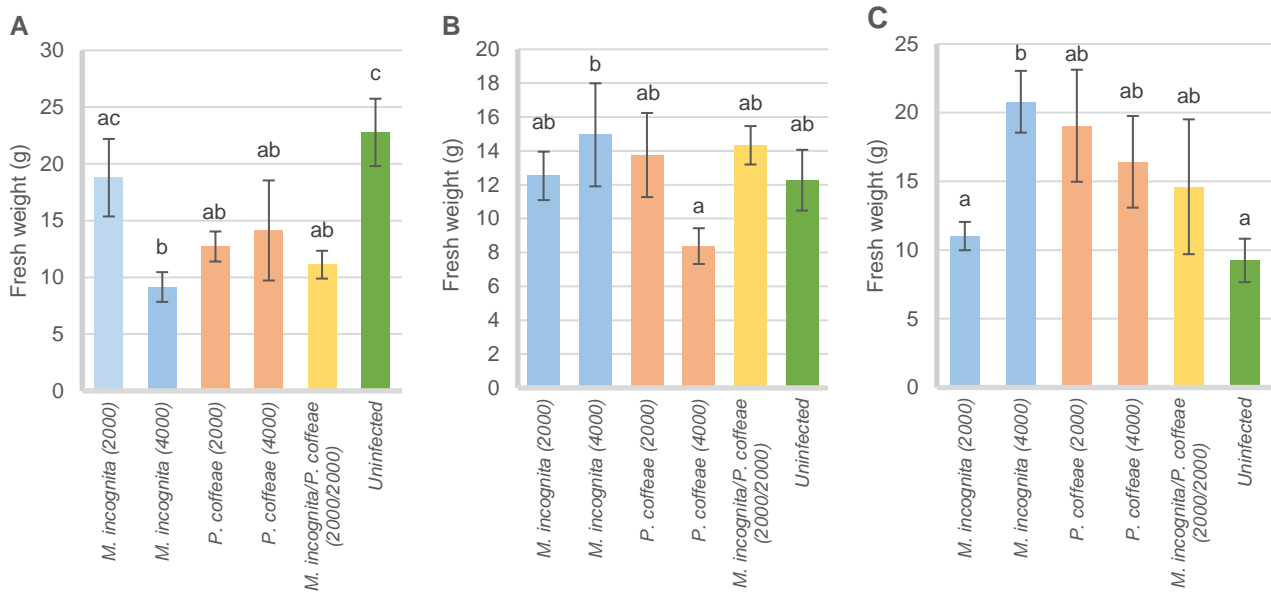 A
30
25
20
15
10
5
0
Fresh weight (g)
ac
b
ab
ab
ab
c
M. incognita (2000)
M. incognita (4000)
P. coffeae (2000)
P. coffeae (4000)
M. incognita/P. coffeae
(2000/2000)
Uninfected
B
20
18
16
14
12
10
8
6
4
2
0
Fresh weight (g)
ab
b
ab
a
ab
ab
M. incognita (2000)
M. incognita (4000)
P. coffeae (2000)
P. coffeae (4000)
M. incognita/P. coffeae
(2000/2000)
Uninfected
C
25
20
15
10
5
0
Fresh weight (g)
a
b
ab
ab
ab
a
M. incognita (2000)
M. incognita (4000)
P. coffeae (2000)
P. coffeae (4000)
M. incognita/P. coffeae
(2000/2000)
Uninfected